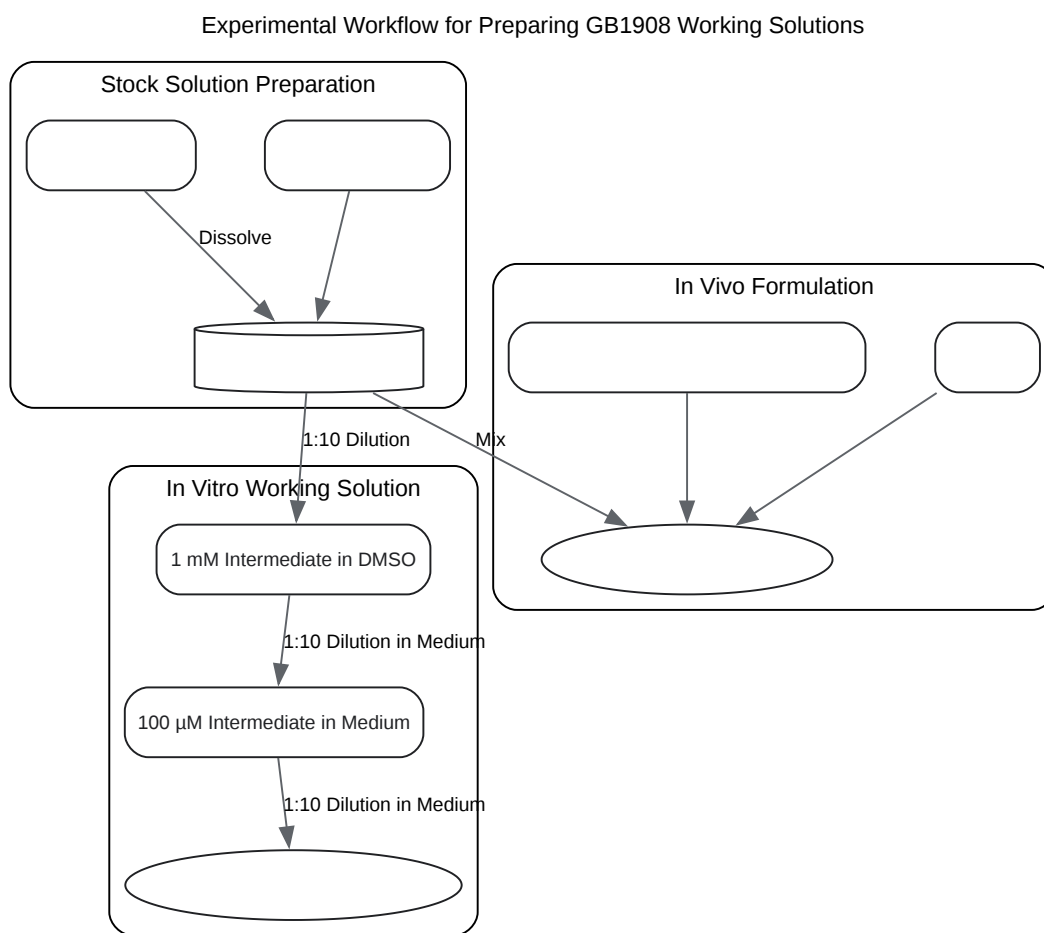 Experimental Workflow for Preparing GB1908 Working Solutions
Stock Solution Preparation
Dissolve
In Vivo Formulation
1:10 Dilution
Mix
In Vitro Working Solution
1 mM Intermediate in DMSO
1:10 Dilution in Medium
100 µM Intermediate in Medium
1:10 Dilution in Medium